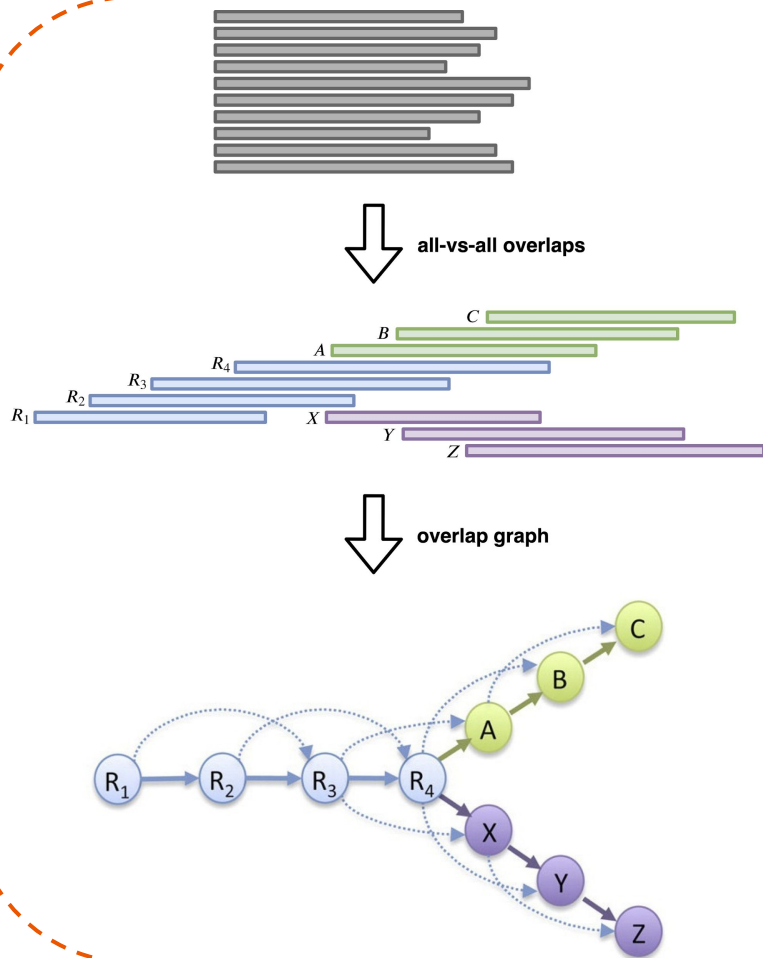 all-vs-all overlaps
C
B
A
R4
R3
R2
R1
X
Y
Z
overlap graph
C
B
A
R1 R2 R3 R4
X
Y
Z